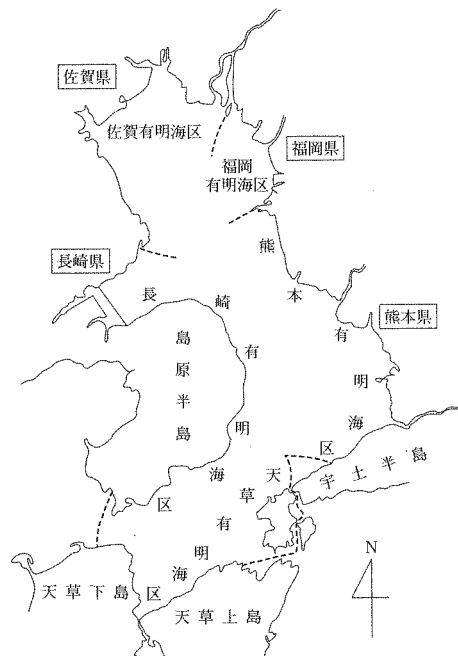 佐賀県
佐賀有明海区
福岡県
福岡
有明海区
長崎県
長崎有明海区
熊本有明海区
熊本県
島原半島
宇土半島
天草有明海区
天草下島
天草上島
N